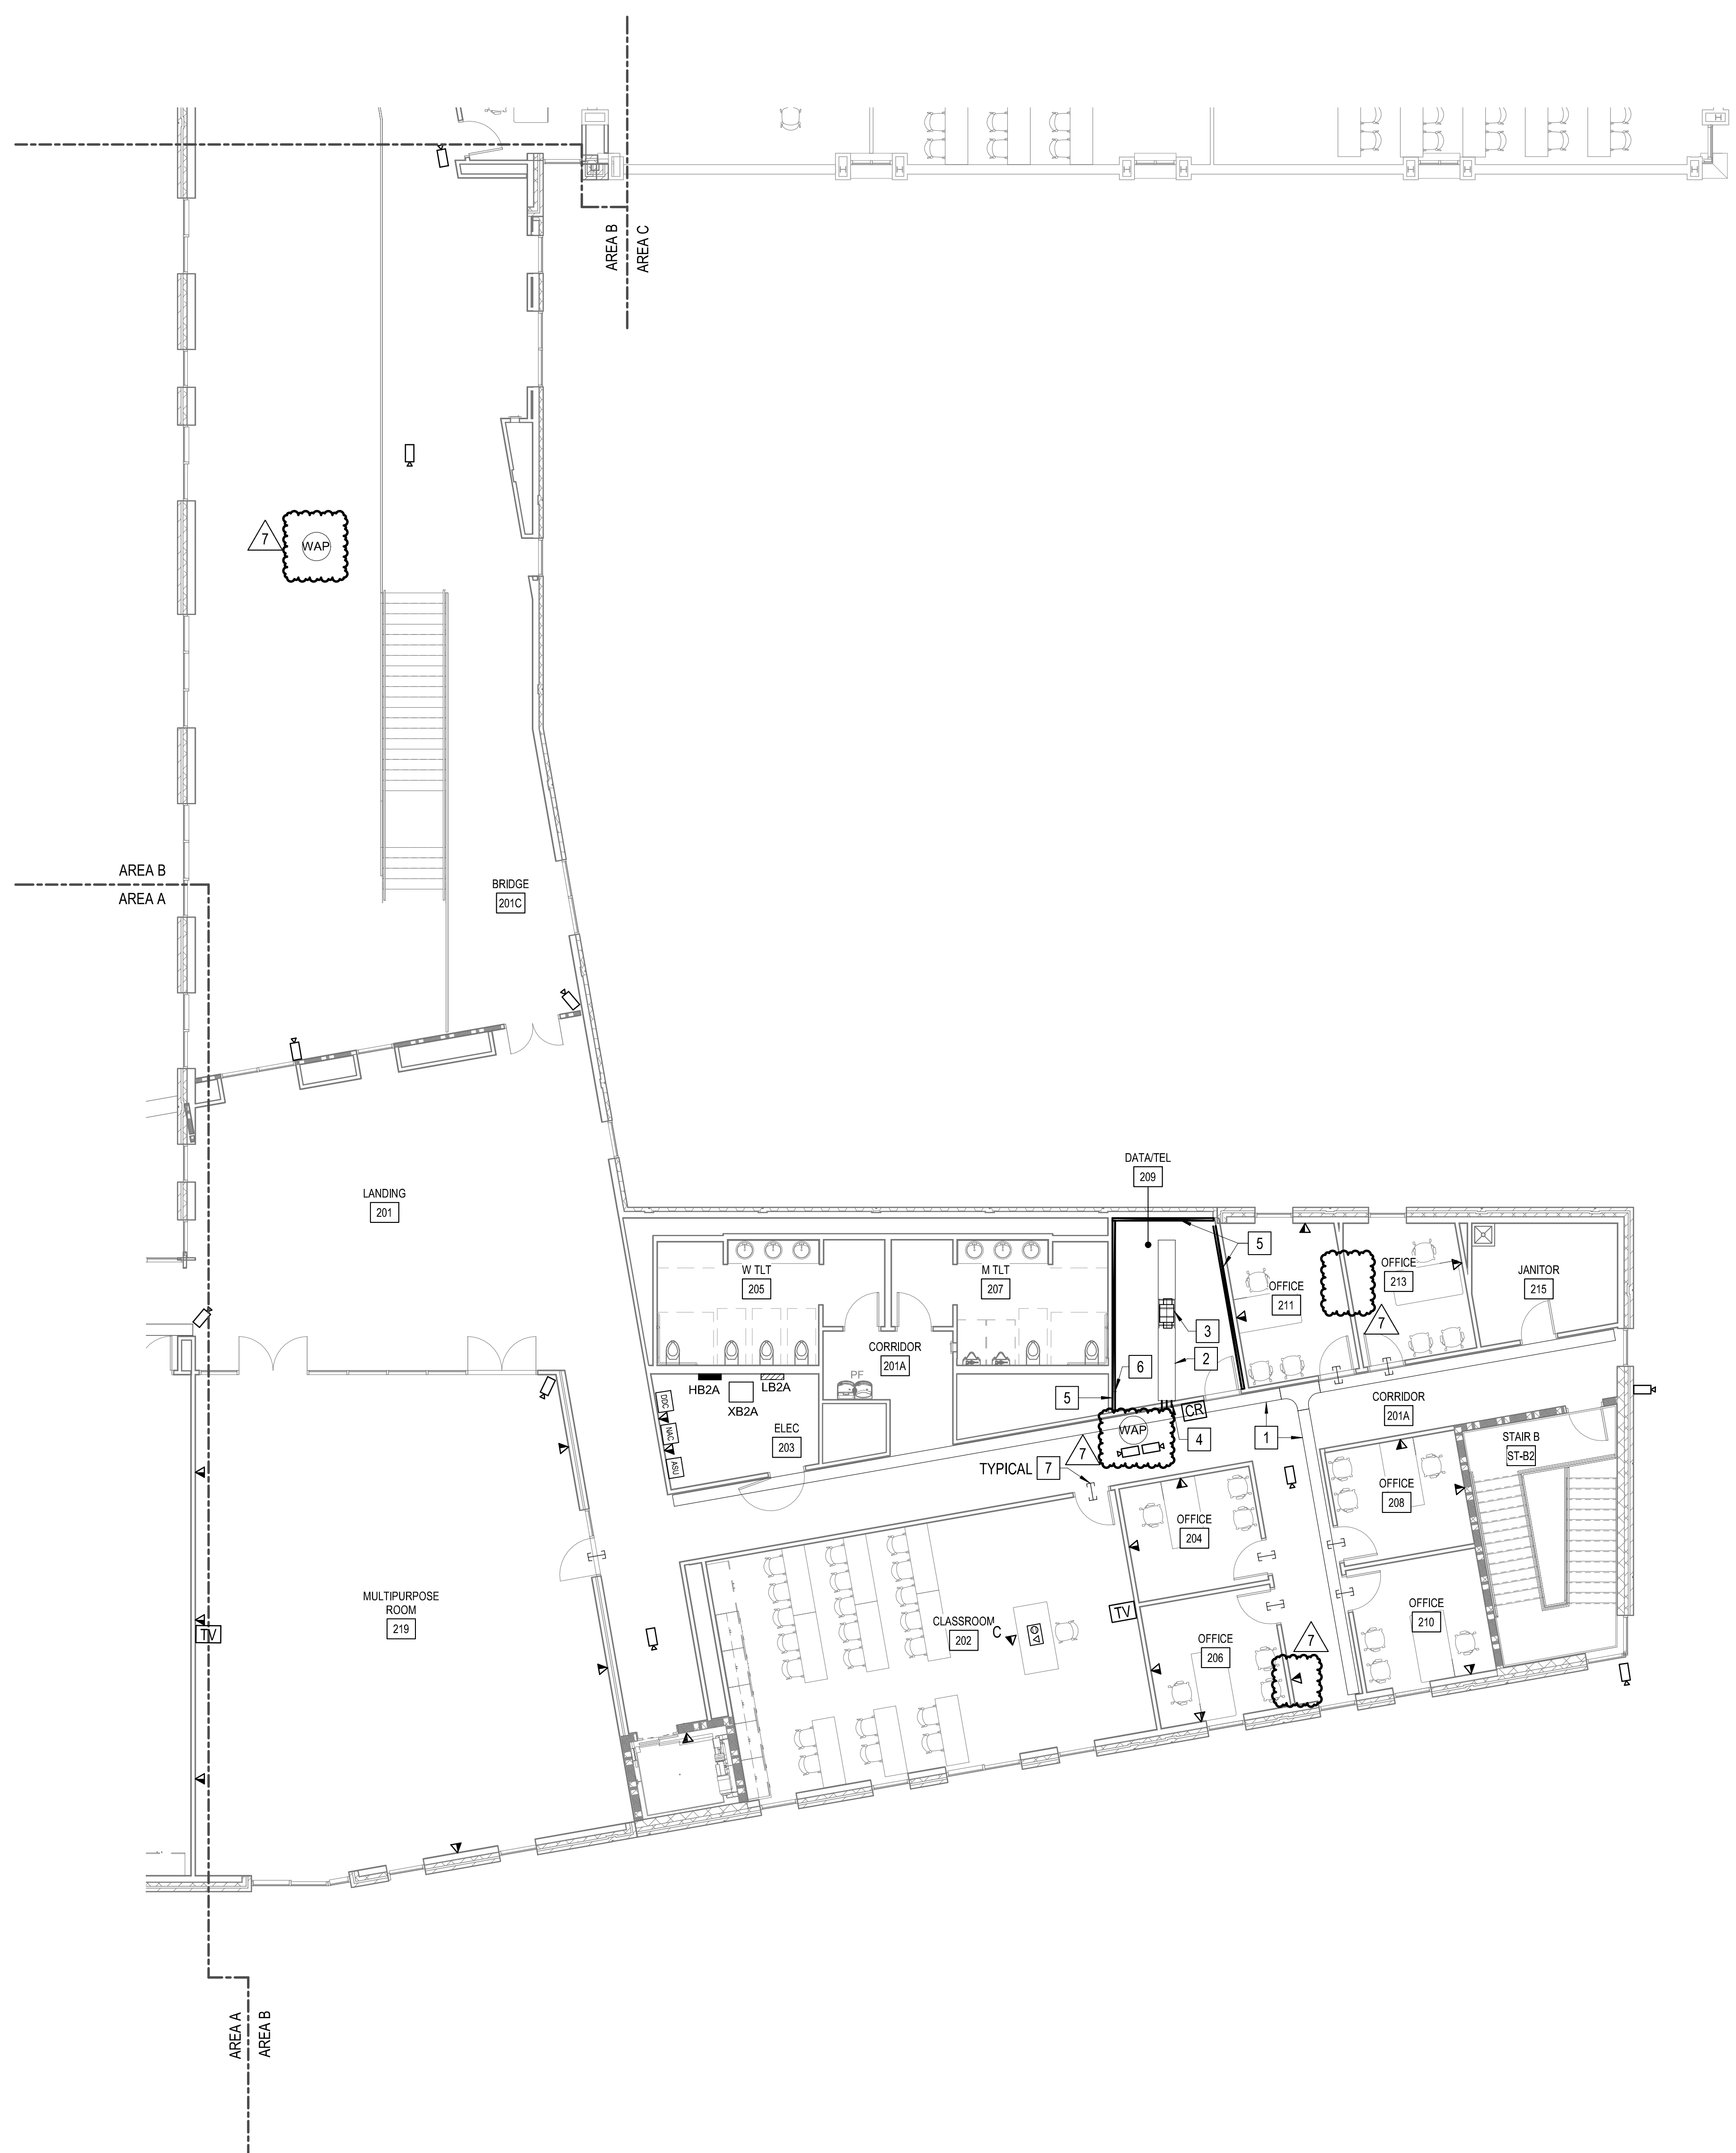 AREA B
AREA C
7
WAP
AREA B
AREA A
BRIDGE
201C
LANDING
201
DATA/TEL
209
W TLT
205
M TLT
207
5
OFFICE
211
OFFICE
213
JANITOR
215
3
2
7
CORRIDOR
201A
6
5
PF
HB2A
LB2A
XB2A
DDC
NAC
ASU
ELEC
203
WAP
CR
4
1
7
TYPICAL 7
CORRIDOR
201A
STAIR B
ST-B2
OFFICE
208
OFFICE
204
MULTIPURPOSE
ROOM
219
TV
CLASSROOM
202
C
TV
OFFICE
206
7
OFFICE
210
AREA A
AREA B